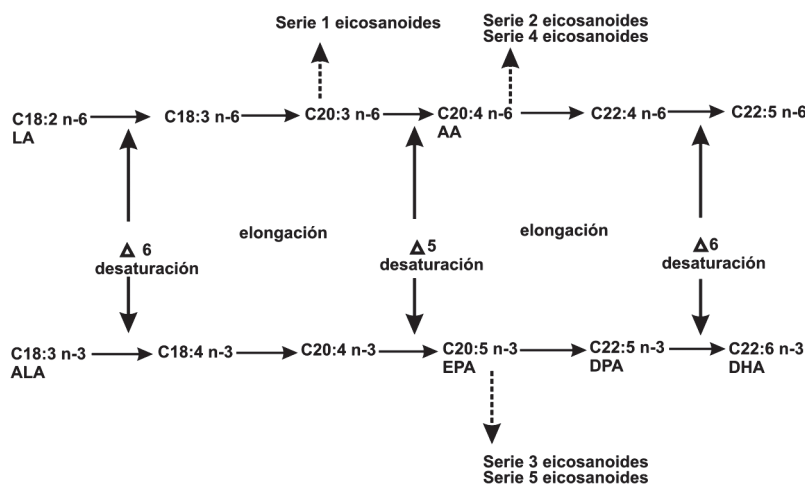 Serie 1 eicosanoides
Serie 2 eicosanoides
Serie 4 eicosanoides
C18:2 n-6
LA
C18:3 n-6
C20:3 n-6
C20:4 n-6
AA
C22:4 n-6
C22:5 n-6
Δ 6
desaturación
elongación
Δ 5
desaturación
elongación
Δ 6
desaturación
C18:3 n-3
ALA
C18:4 n-3
C20:4 n-3
C20:5 n-3
EPA
C22:5 n-3
DPA
C22:6 n-3
DHA
Serie 3 eicosanoides
Serie 5 eicosanoides